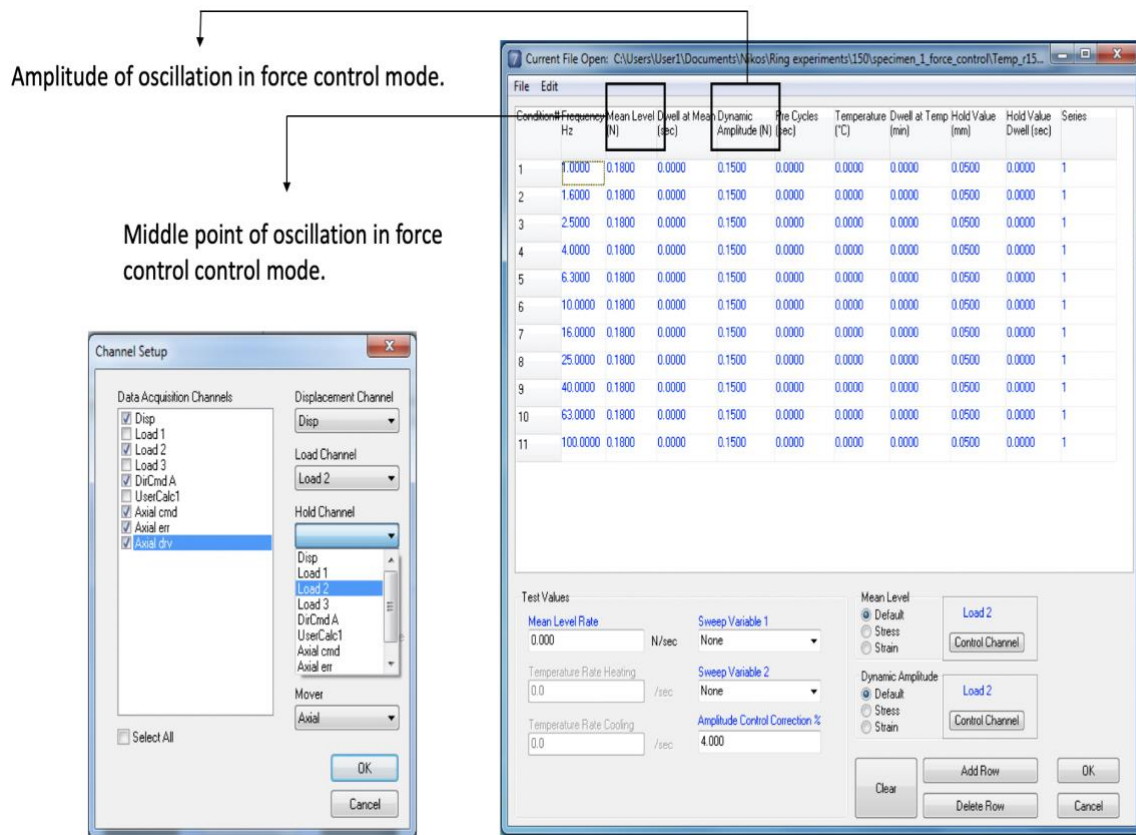 Amplitude of oscillation in force control mode.
Middle point of oscillation in force
control control mode.
Channel Setup
Data Acquisition Channels
Disp
Load 1
Load 2
Load 3
DirCmd A
UserCalc1
Axial cmd
Axial err
Axial drv
Select All
Displacement Channel
Disp
Load Channel
Load 2
Hold Channel
Disp
Load 1
Load 2
Load 3
DirCmd A
UserCalc1
Axial cmd
Axial err
Mover
Axial
OK
Cancel
Current File Open: C:\Users\User1\Documents\Nikos\Ring experiments\150\specimen_1_force_control\Temp_r15...
File Edit
Condition# Frequency Mean Level Dwell at Mean Dynamic Pre Cycles Temperature Dwell at Temp Hold Value Hold Value Series
Hz (N) (sec) Amplitude (N) (sec) (°C) (min) (mm) Dwell (sec)
1 1.0000 0.1800 0.0000 0.1500 0.0000 0.0000 0.0000 0.0500 0.0000 1
2 1.6000 0.1800 0.0000 0.1500 0.0000 0.0000 0.0000 0.0500 0.0000 1
3 2.5000 0.1800 0.0000 0.1500 0.0000 0.0000 0.0000 0.0500 0.0000 1
4 4.0000 0.1800 0.0000 0.1500 0.0000 0.0000 0.0000 0.0500 0.0000 1
5 6.3000 0.1800 0.0000 0.1500 0.0000 0.0000 0.0000 0.0500 0.0000 1
6 10.0000 0.1800 0.0000 0.1500 0.0000 0.0000 0.0000 0.0500 0.0000 1
7 16.0000 0.1800 0.0000 0.1500 0.0000 0.0000 0.0000 0.0500 0.0000 1
8 25.0000 0.1800 0.0000 0.1500 0.0000 0.0000 0.0000 0.0500 0.0000 1
9 40.0000 0.1800 0.0000 0.1500 0.0000 0.0000 0.0000 0.0500 0.0000 1
10 63.0000 0.1800 0.0000 0.1500 0.0000 0.0000 0.0000 0.0500 0.0000 1
11 100.0000 0.1800 0.0000 0.1500 0.0000 0.0000 0.0000 0.0500 0.0000 1
Test Values
Mean Level Rate
0.000 N/sec
Temperature Rate Heating
0.0 /sec
Temperature Rate Cooling
0.0 /sec
Sweep Variable 1
None
Sweep Variable 2
None
Amplitude Control Correction %
4.000
Mean Level
Default
Stress
Strain
Load 2
Control Channel
Dynamic Amplitude
Default
Stress
Strain
Load 2
Control Channel
Clear
Add Row
Delete Row
OK
Cancel